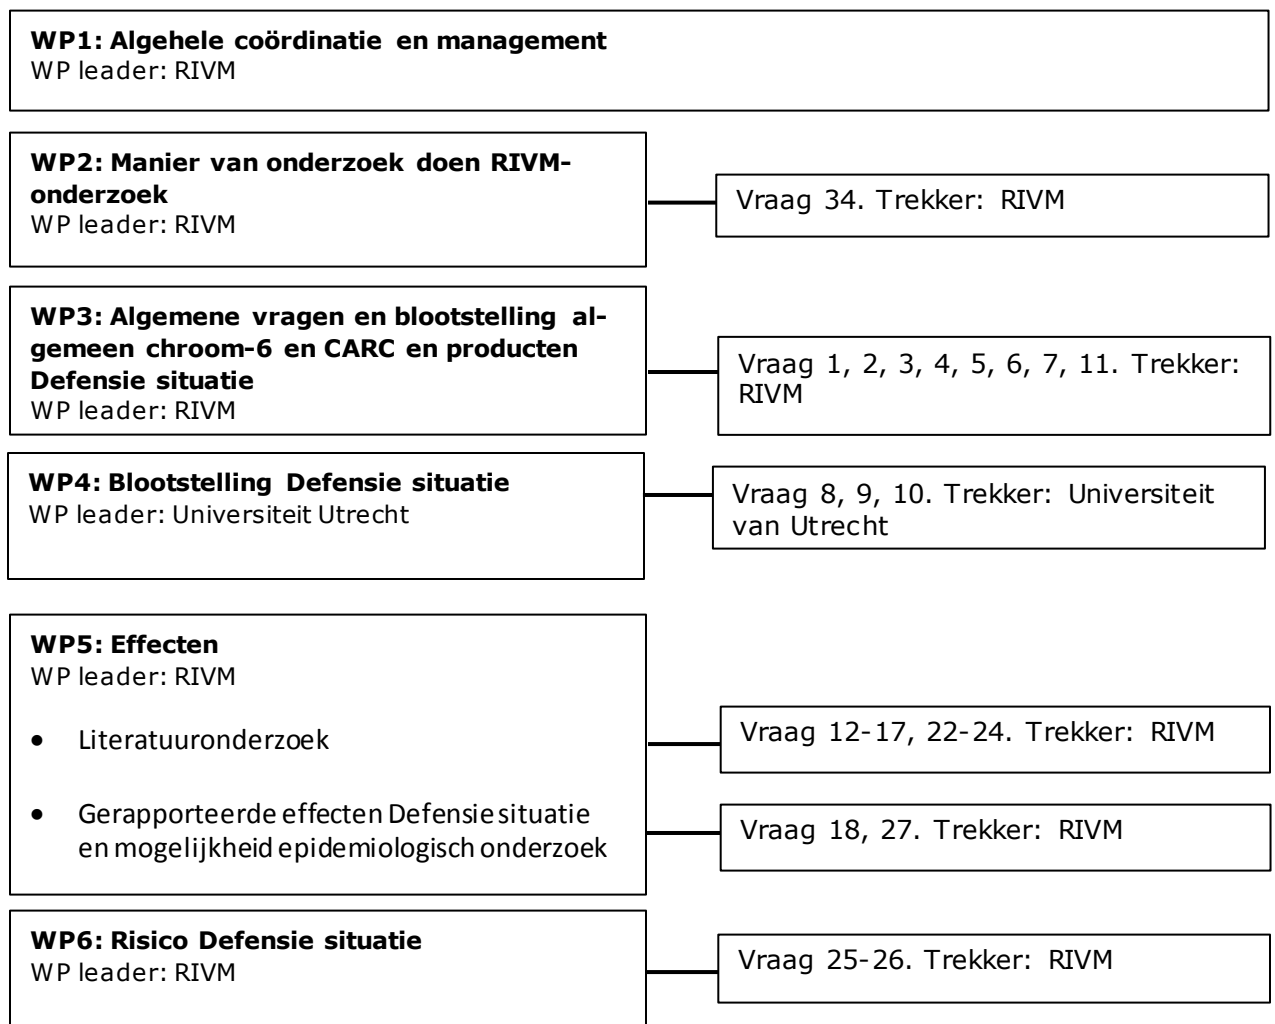 WP1: Algehele coördinatie en management
WP leader: RIVM
WP2: Manier van onderzoek doen RIVM-
onderzoek
WP leader: RIVM
Vraag 34. Trekker: RIVM
WP3: Algemene vragen en blootstelling al-
gemeen chroom-6 en CARC en producten
Defensie situatie
WP leader: RIVM
Vraag 1, 2, 3, 4, 5, 6, 7, 11. Trekker:
RIVM
WP4: Blootstelling Defensie situatie
WP leader: Universiteit Utrecht
Vraag 8, 9, 10. Trekker: Universiteit
van Utrecht
WP5: Effecten
WP leader: RIVM
• Literatuuronderzoek
Vraag 12-17, 22-24. Trekker: RIVM
• Gerapporteerde effecten Defensie situatie
en mogelijkheid epidemiologisch onderzoek
Vraag 18, 27. Trekker: RIVM
WP6: Risico Defensie situatie
WP leader: RIVM
Vraag 25-26. Trekker: RIVM